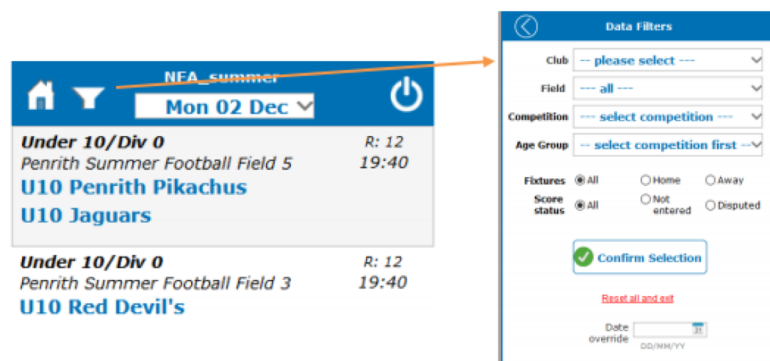 NFA_summer
Mon 02 Dec
Under 10/Div 0 R: 12
Penrith Summer Football Field 5 19:40
U10 Penrith Pikachus
U10 Jaguars
Under 10/Div 0 R: 12
Penrith Summer Football Field 3 19:40
U10 Red Devil's
Data Filters
Club -- please select ---
Field --- all ---
Competition --- select competition ---
Age Group -- select competition first --
Fixtures All Home Away
Score status All Not entered Disputed
Confirm Selection
Reset all and exit
Date override 31
DD/MM/YY